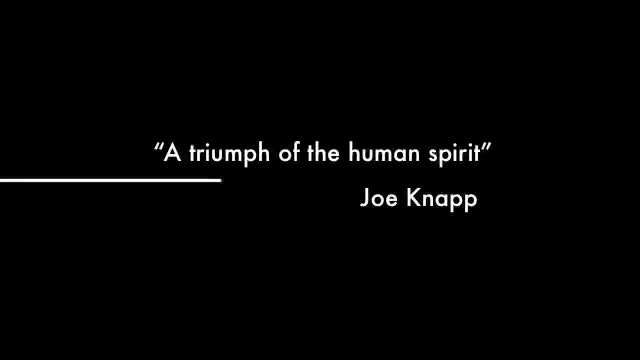 “A triumph of the human spirit”
Joe Knapp